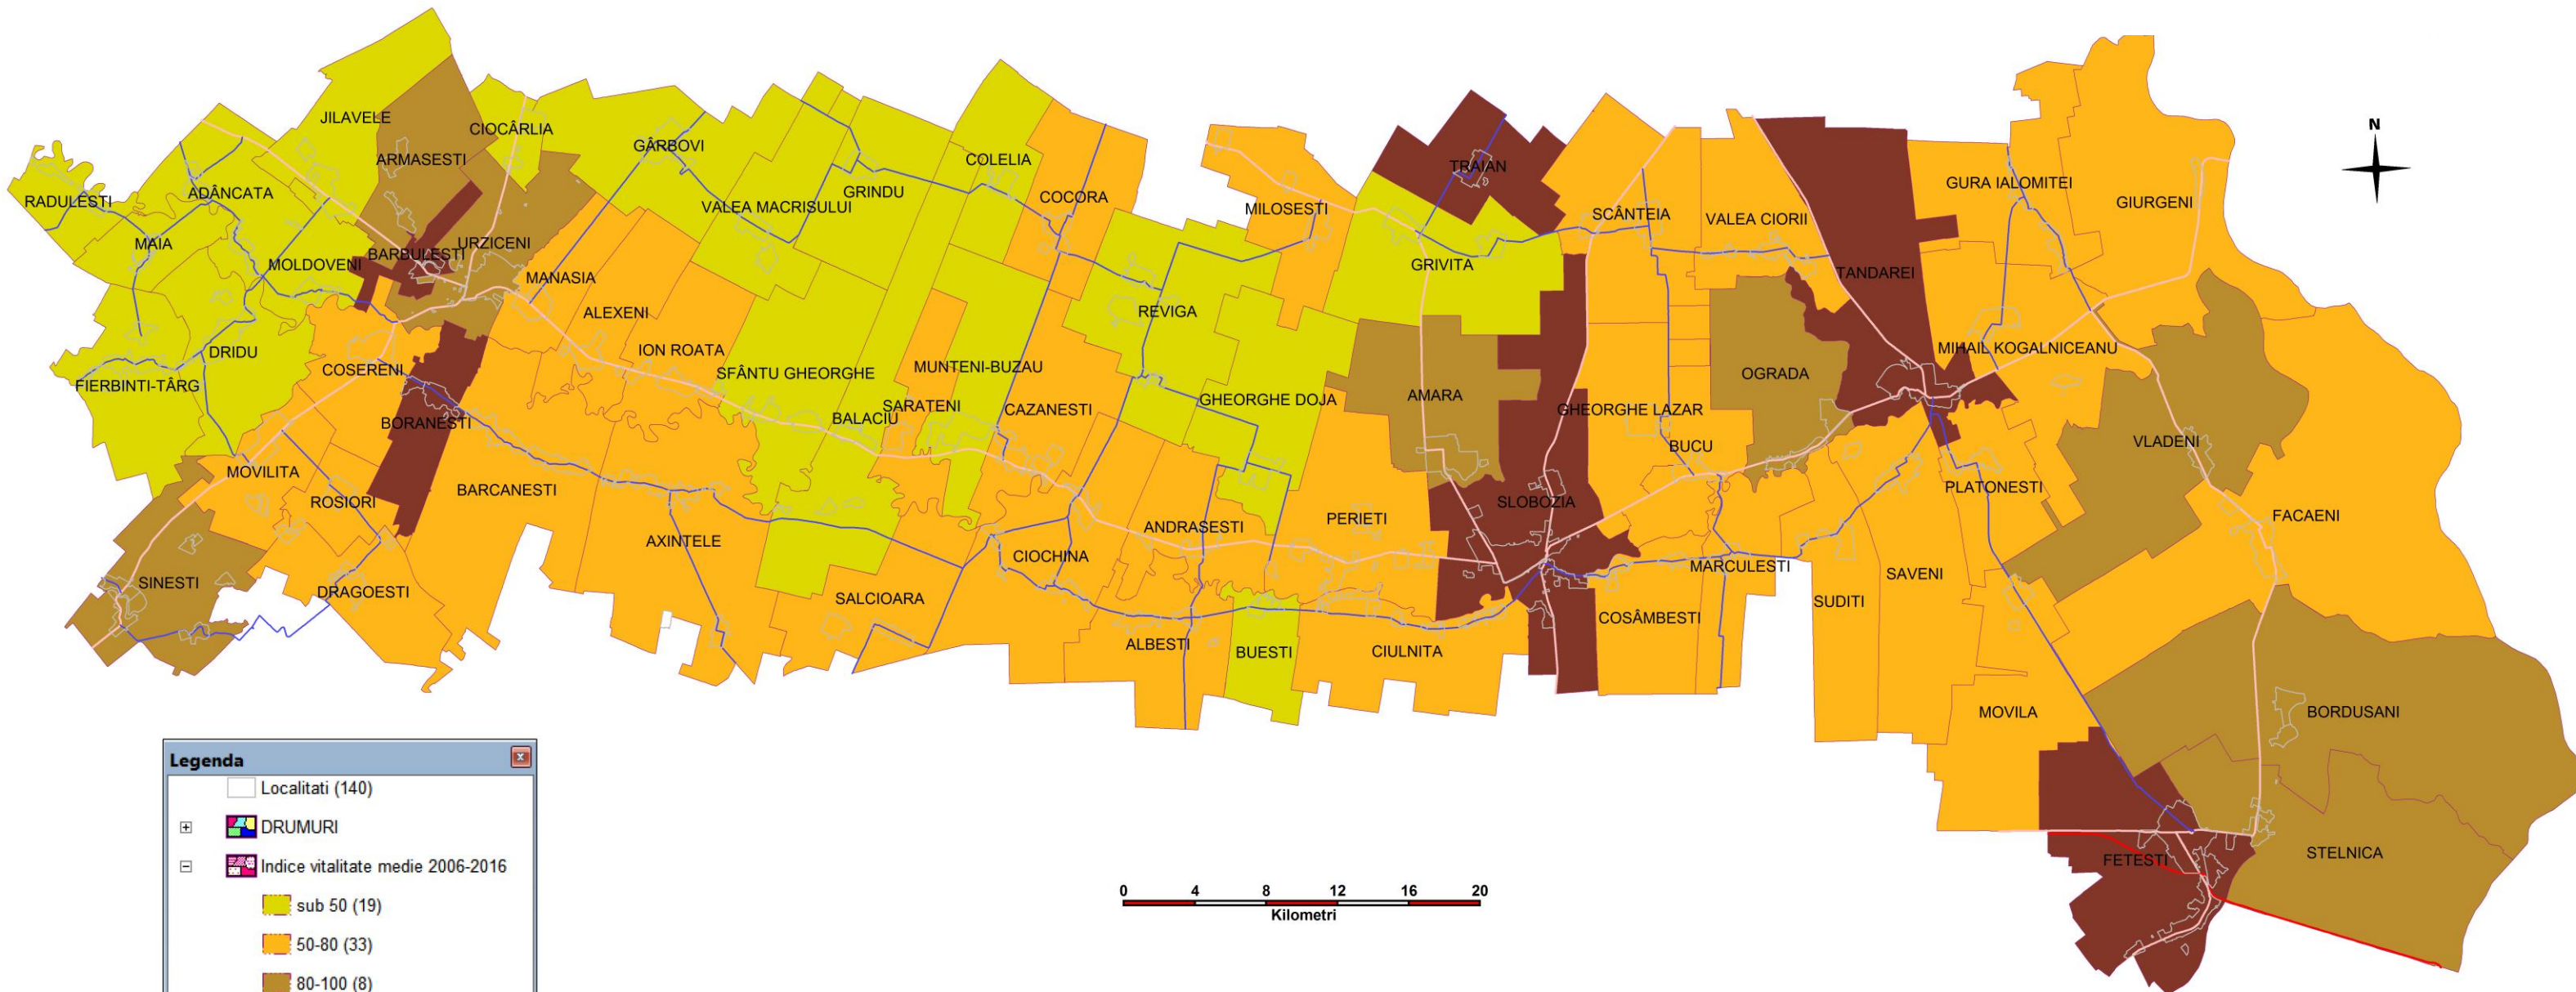 JILAVELE
CIOCÂRLIA
ARMASESTI
GÂRBOVI
COLELIA
TRAIAN
N
RADULESTI
ADÂNCATA
GRINDU
COCORA
GURA IALOMITEI
GIURGENI
VALEA MACRISULUI
MILOSESTI
SCÂNTEIA
VALEA CIORII
MAIA
URZICENI
BARBULESTI
MOLDOVENI
MANASIA
GRIVITA
TANDAREI
ALEXENI
REVIGA
DRIDU
ION ROATA
MIHAIL KOGALNICEANU
COSERENI
SFÂNTU GHEORGHE
MUNTENI-BUZAU
OGRADA
FIERBINTI-TÂRG
GHEORGHE DOJA
AMARA
SARATENI
CAZANESTI
GHEORGHE LAZAR
BALACIU
BORANESTI
BUCU
VLADENI
MOVILITA
BARCANESTI
PLATONESTI
ROSIORI
SLOBOZIA
FACAENI
PERIETI
ANDRASESTI
AXINTELE
CIOCHINA
MARCULESTI
SINESTI
SAVENI
DRAGOESTI
SALCIOARA
SUDITI
COSÂMBESTI
ALBESTI
BUESTI
CIULNITA
MOVILA
BORDUSANI
STELNICA
FETESTI
Legenda
Localitati (140)
DRUMURI
Indice vitalitate medie 2006-2016
sub 50 (19)
50-80 (33)
80-100 (8)
0 4 8 12 16 20
Kilometri